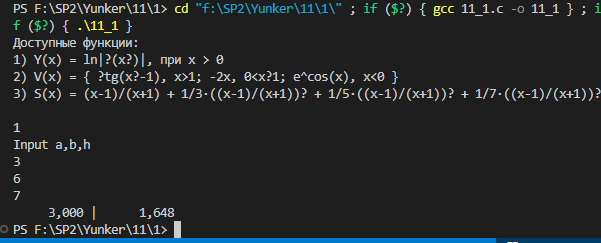 PS F:\SP2\Yunker\11\1> cd "f:\SP2\Yunker\11\1\" ; if ($?) { gcc 11_1.c -o 11_1 } ; i
f ($?) { .\11_1 }
Доступные функции:
1) Y(x) = ln|?(x?)|, при x > 0
2) V(x) = { ?tg(x?-1), x>1; -2x, 0<x?1; e^cos(x), x<0 }
3) S(x) = (x-1)/(x+1) + 1/3·((x-1)/(x+1))? + 1/5·((x-1)/(x+1))? + 1/7·((x-1)/(x+1))?
1
Input a,b,h
3
6
7
3,000 | 1,648
PS F:\SP2\Yunker\11\1>